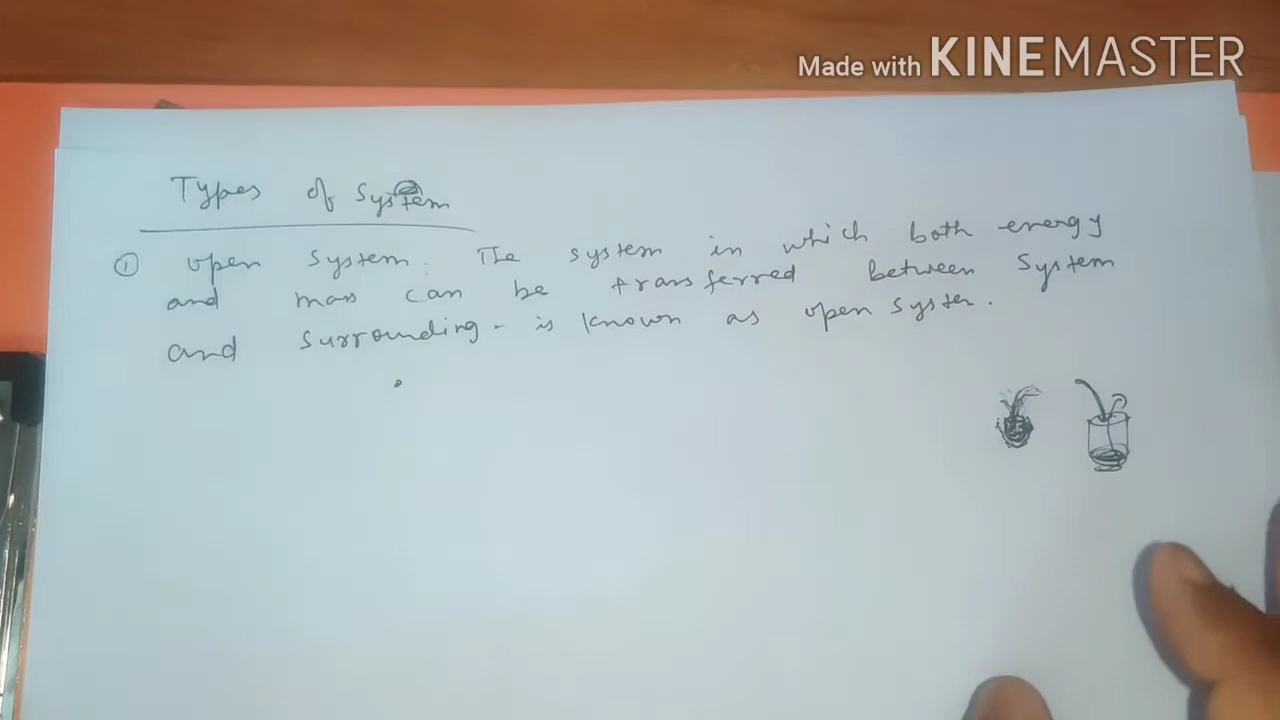 Made with KINEMASTER
Types of System
① open system. The system in which both energy
and mass can be transferred between system
and surrounding - is known as open syster.